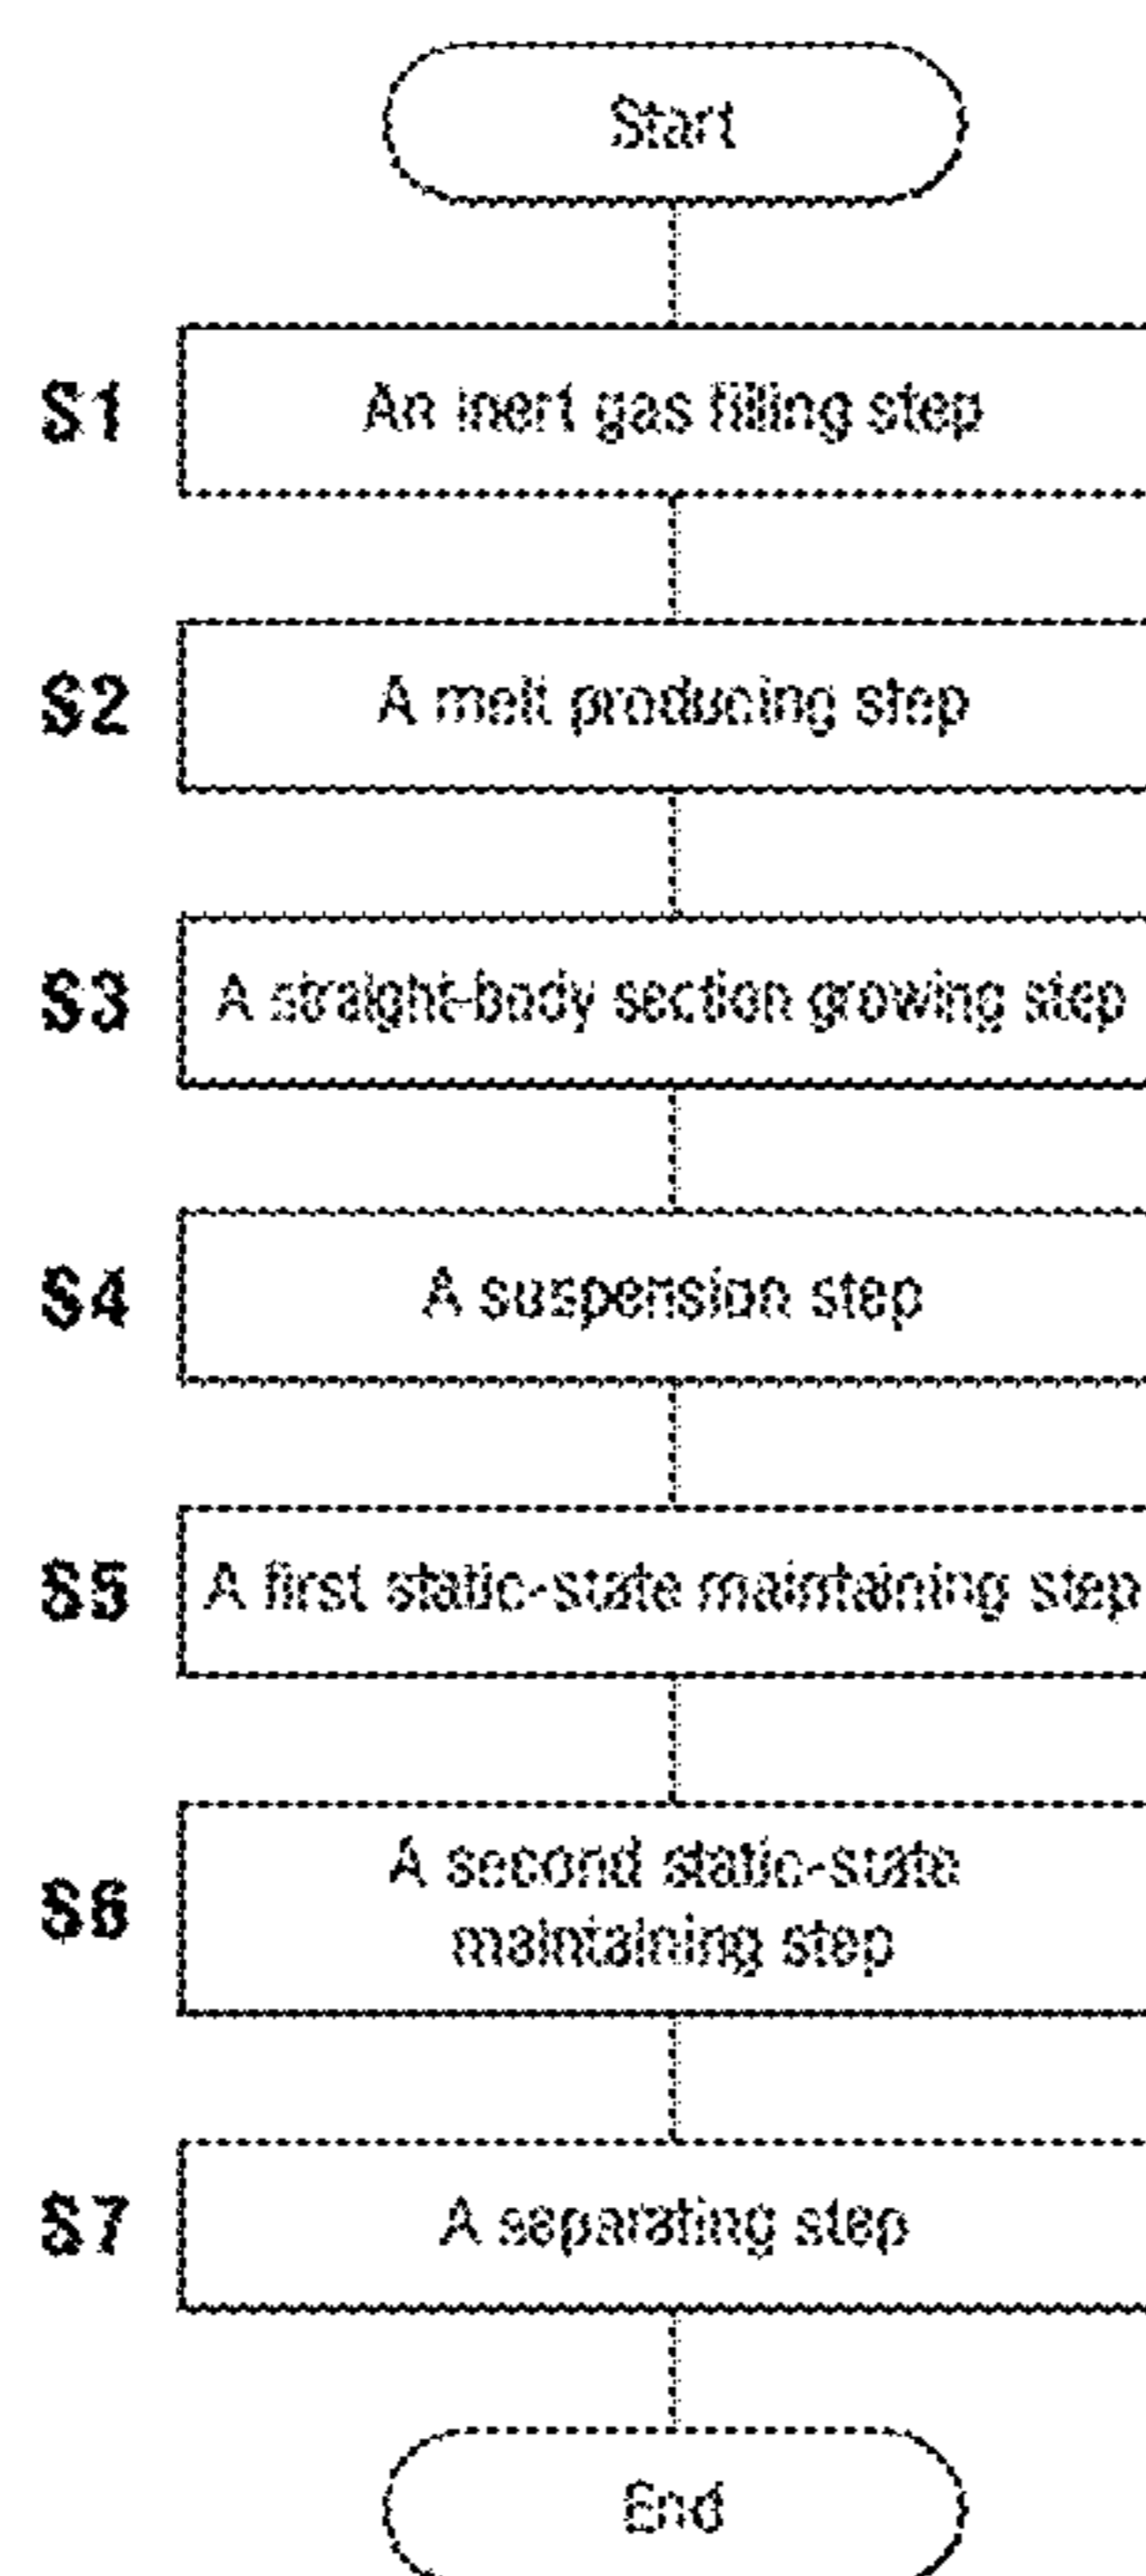 Start
S1 An inert gas filling step
S2 A melt producing step
S3 A straight-body section growing step
S4 A suspension step
S5 A first static-state maintaining step
S6 A second static-state
maintaining step
S7 A separating step
End